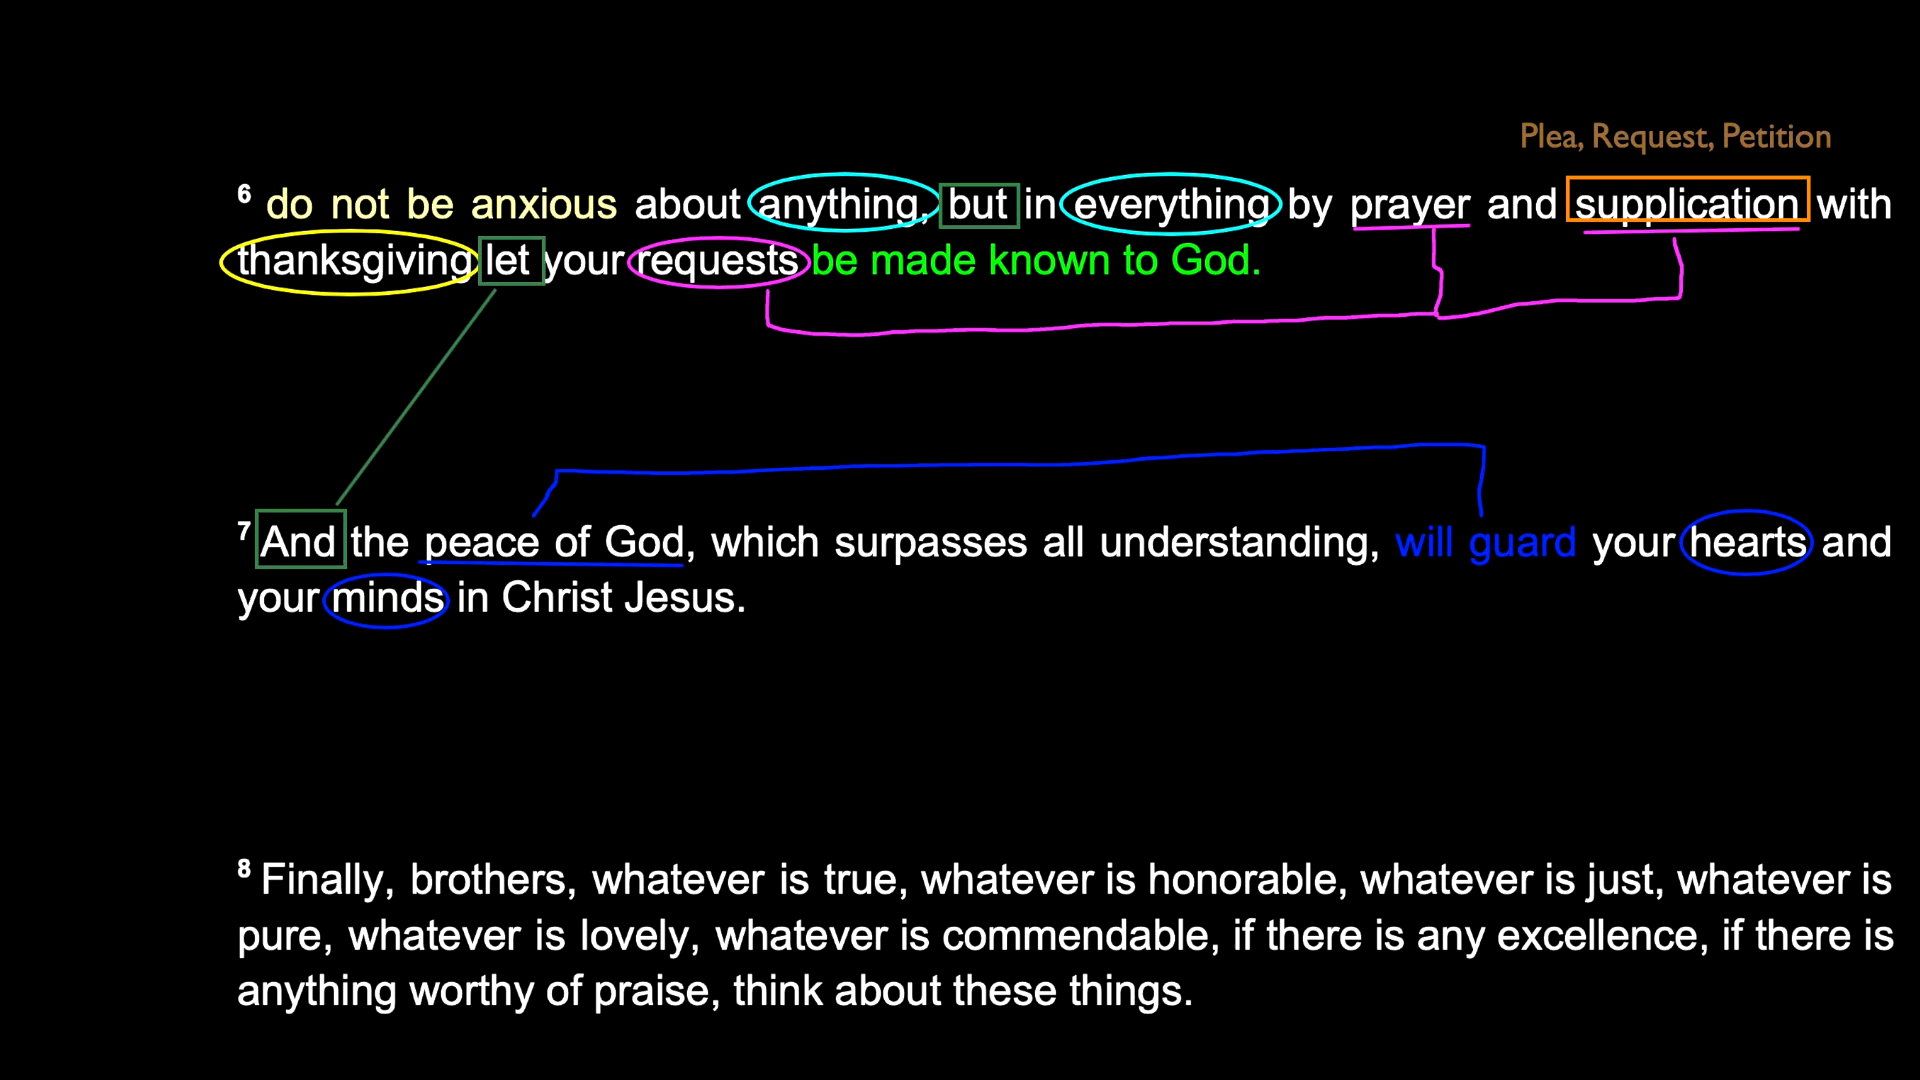 Plea, Request, Petition
6 do not be anxious about anything, but in everything by prayer and supplication with
thanksgiving let your requests be made known to God.
7 And the peace of God, which surpasses all understanding, will guard your hearts and
your minds in Christ Jesus.
8 Finally, brothers, whatever is true, whatever is honorable, whatever is just, whatever is
pure, whatever is lovely, whatever is commendable, if there is any excellence, if there is
anything worthy of praise, think about these things.